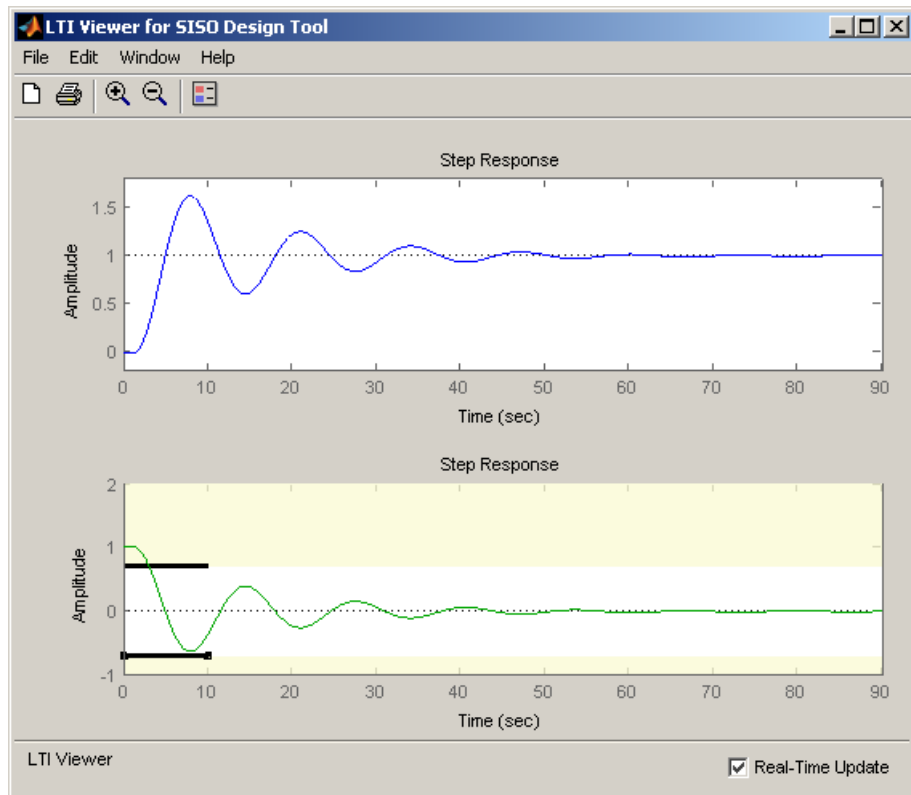 LTI Viewer for SISO Design Tool
File Edit Window Help
Step Response
Amplitude
1.5
1
0.5
0
0 10 20 30 40 50 60 70 80 90
Time (sec)
Step Response
Amplitude
2
1
0
-1
0 10 20 30 40 50 60 70 80 90
Time (sec)
LTI Viewer
Real-Time Update